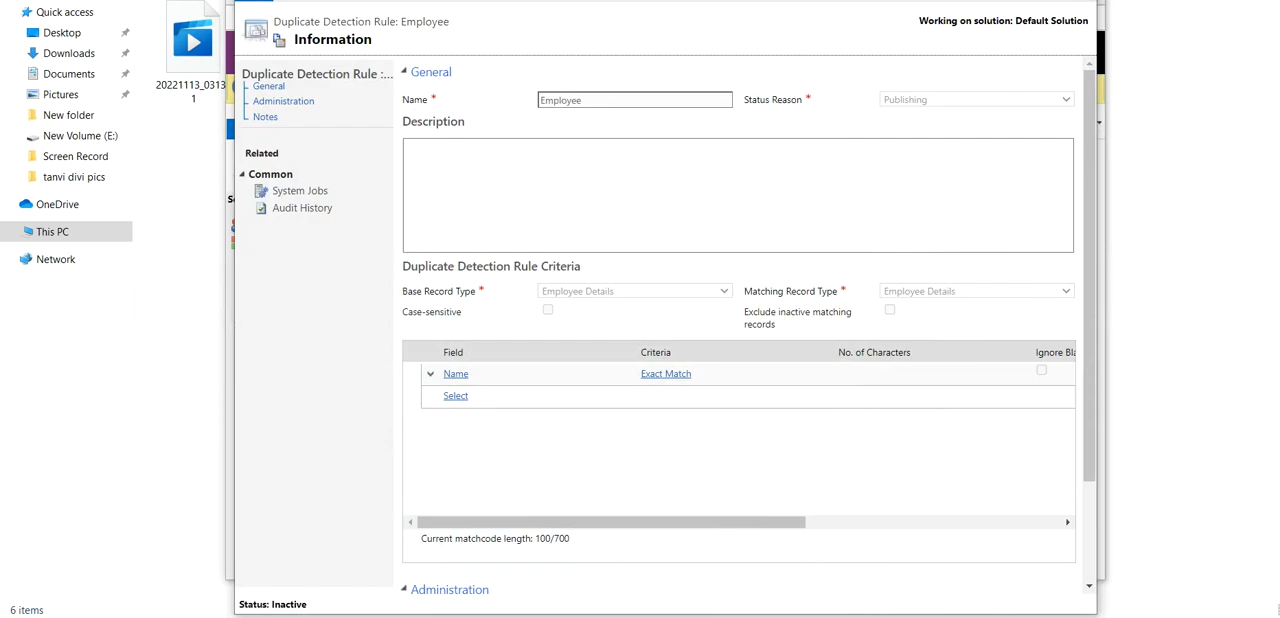 Quick access
Desktop
Downloads
Documents
Pictures
New folder
New Volume (E:)
Screen Record
tanvi divi pics
OneDrive
This PC
Network
6 items
20221113_0313
1
Duplicate Detection Rule: Employee
Information
Working on solution: Default Solution
Duplicate Detection Rule :...
General
Administration
Notes
Related
Common
System Jobs
Audit History
General
Name * Employee Status Reason * Publishing
Description
Duplicate Detection Rule Criteria
Base Record Type * Employee Details Matching Record Type * Employee Details
Case-sensitive Exclude inactive matching
records
Field Criteria No. of Characters Ignore Bla
Name Exact Match
Select
Current matchcode length: 100/700
Administration
Status: Inactive